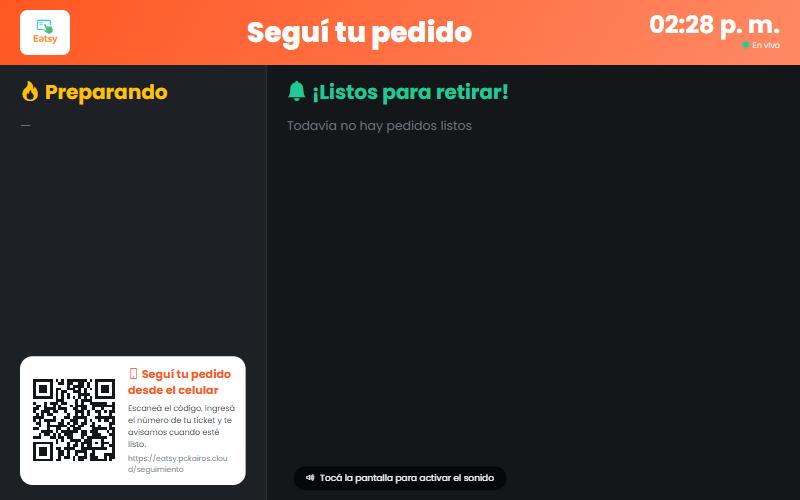 Eatsy
Seguí tu pedido
02:28 p. m.
En vivo
Preparando
—
¡Listos para retirar!
Todavía no hay pedidos listos
Seguí tu pedido
desde el celular
Escaneá el código, ingresá
el número de tu ticket y te
avisamos cuando esté
listo.
https://eatsy.pckairos.clou
d/seguimiento
Tocá la pantalla para activar el sonido